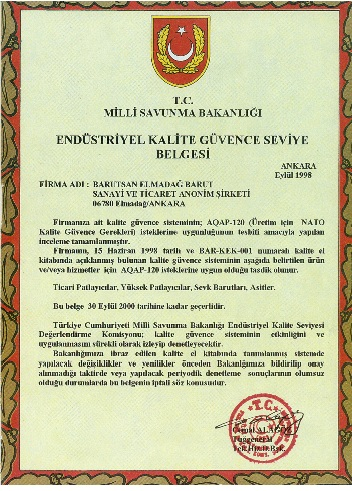 T.C.
MİLLİ SAVUNMA BAKANLIĞI
ENDÜSTRİYEL KALİTE GÜVENCE SEVİYE
BELGESİ
ANKARA
Eylül 1998
FİRMA ADI : BARUTSAN ELMADAĞ BARUT
SANAYİ VE TİCARET ANONİM ŞİRKETİ
06780 Elmadağ/ANKARA
Firmanıza ait kalite güvence sisteminin; AQAP-120 (Üretim için NATO
Kalite Güvence Gerekleri) isteklerine uygunluğunun tesbiti amacıyla yapılan
inceleme tamamlanmıştır.
Firmanın, 15 Haziran 1998 tarih ve BAR-KEK-001 numaralı kalite el
kitabında açıklanmış bulunan kalite güvence sisteminin aşağıda belirtilen ürün
ve/veya hizmetler için AQAP-120 isteklerine uygun olduğu tasdik olunur.
Ticari Patlayıcılar, Yüksek Patlayıcılar, Sevk Barutları, Asitler.
Bu belge 30 Eylül 2000 tarihine kadar geçerlidir.
Türkiye Cumhuriyeti Milli Savunma Bakanlığı Endüstriyel Kalite Seviyesi
Değerlendirme Komisyonu; kalite güvence sisteminin etkinliğini ve
uygulanmasını sürekli olarak izleyip denetleyecektir.
Bakanlığımıza ibraz edilen kalite el kitabında tanımlanmış sistemde
yapılacak değişiklikler ve yenilikler önceden Bakanlığımıza bildirilip onay
alınmadığı taktirde veya yapılacak periyodik denetleme sonuçlarının olumsuz
olduğu durumlarda bu belgenin iptali söz konusudur.
T.C.
Tuğgeneral